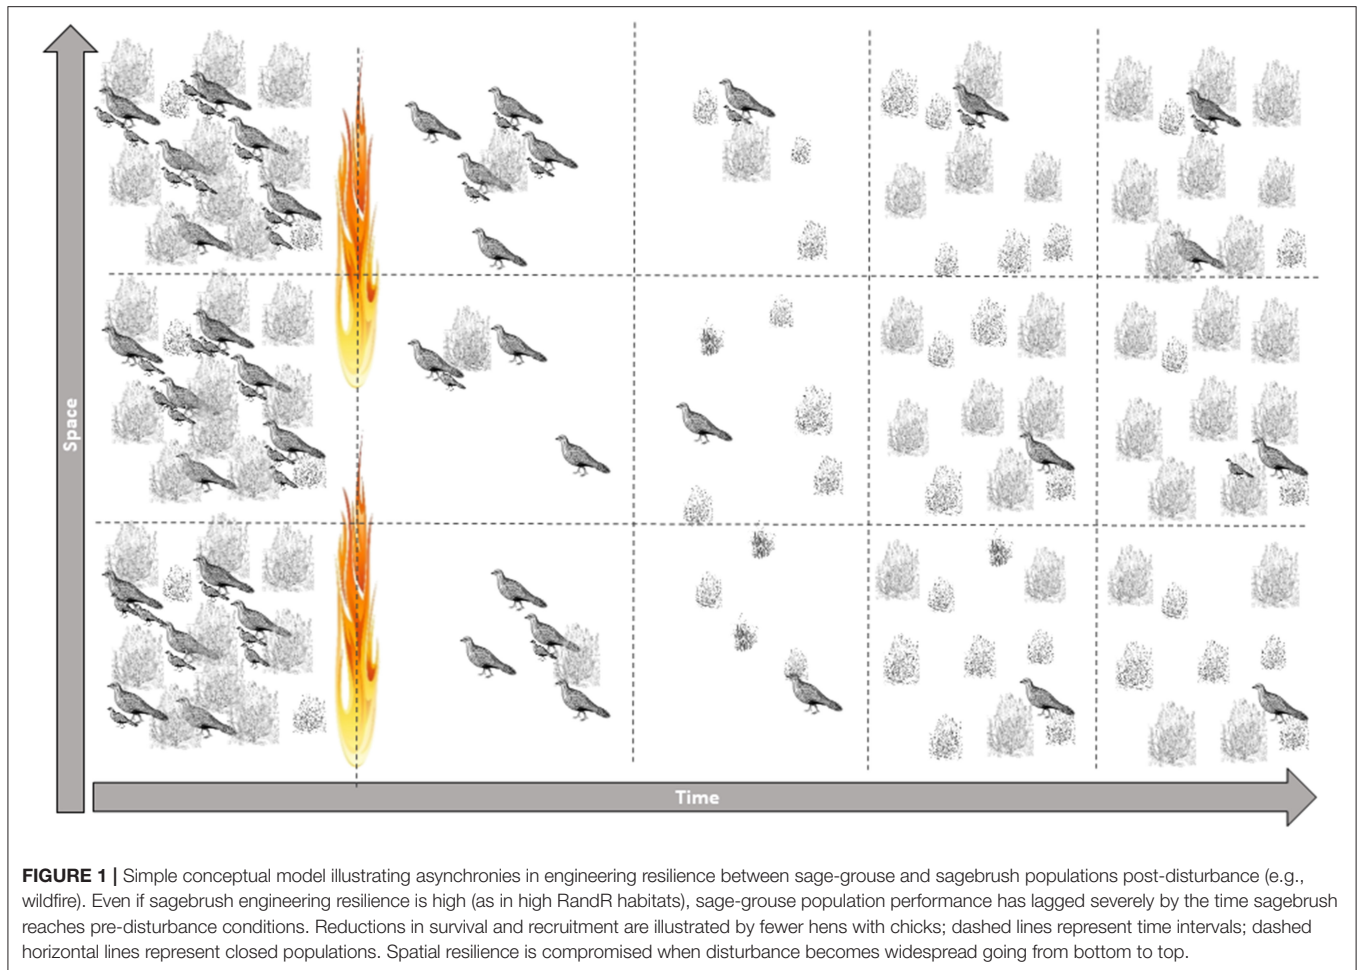 Space
Time
FIGURE 1 | Simple conceptual model illustrating asynchronies in engineering resilience between sage-grouse and sagebrush populations post-disturbance (e.g.,
wildfire). Even if sagebrush engineering resilience is high (as in high RandR habitats), sage-grouse population performance has lagged severely by the time sagebrush
reaches pre-disturbance conditions. Reductions in survival and recruitment are illustrated by fewer hens with chicks; dashed lines represent time intervals; dashed
horizontal lines represent closed populations. Spatial resilience is compromised when disturbance becomes widespread going from bottom to top.